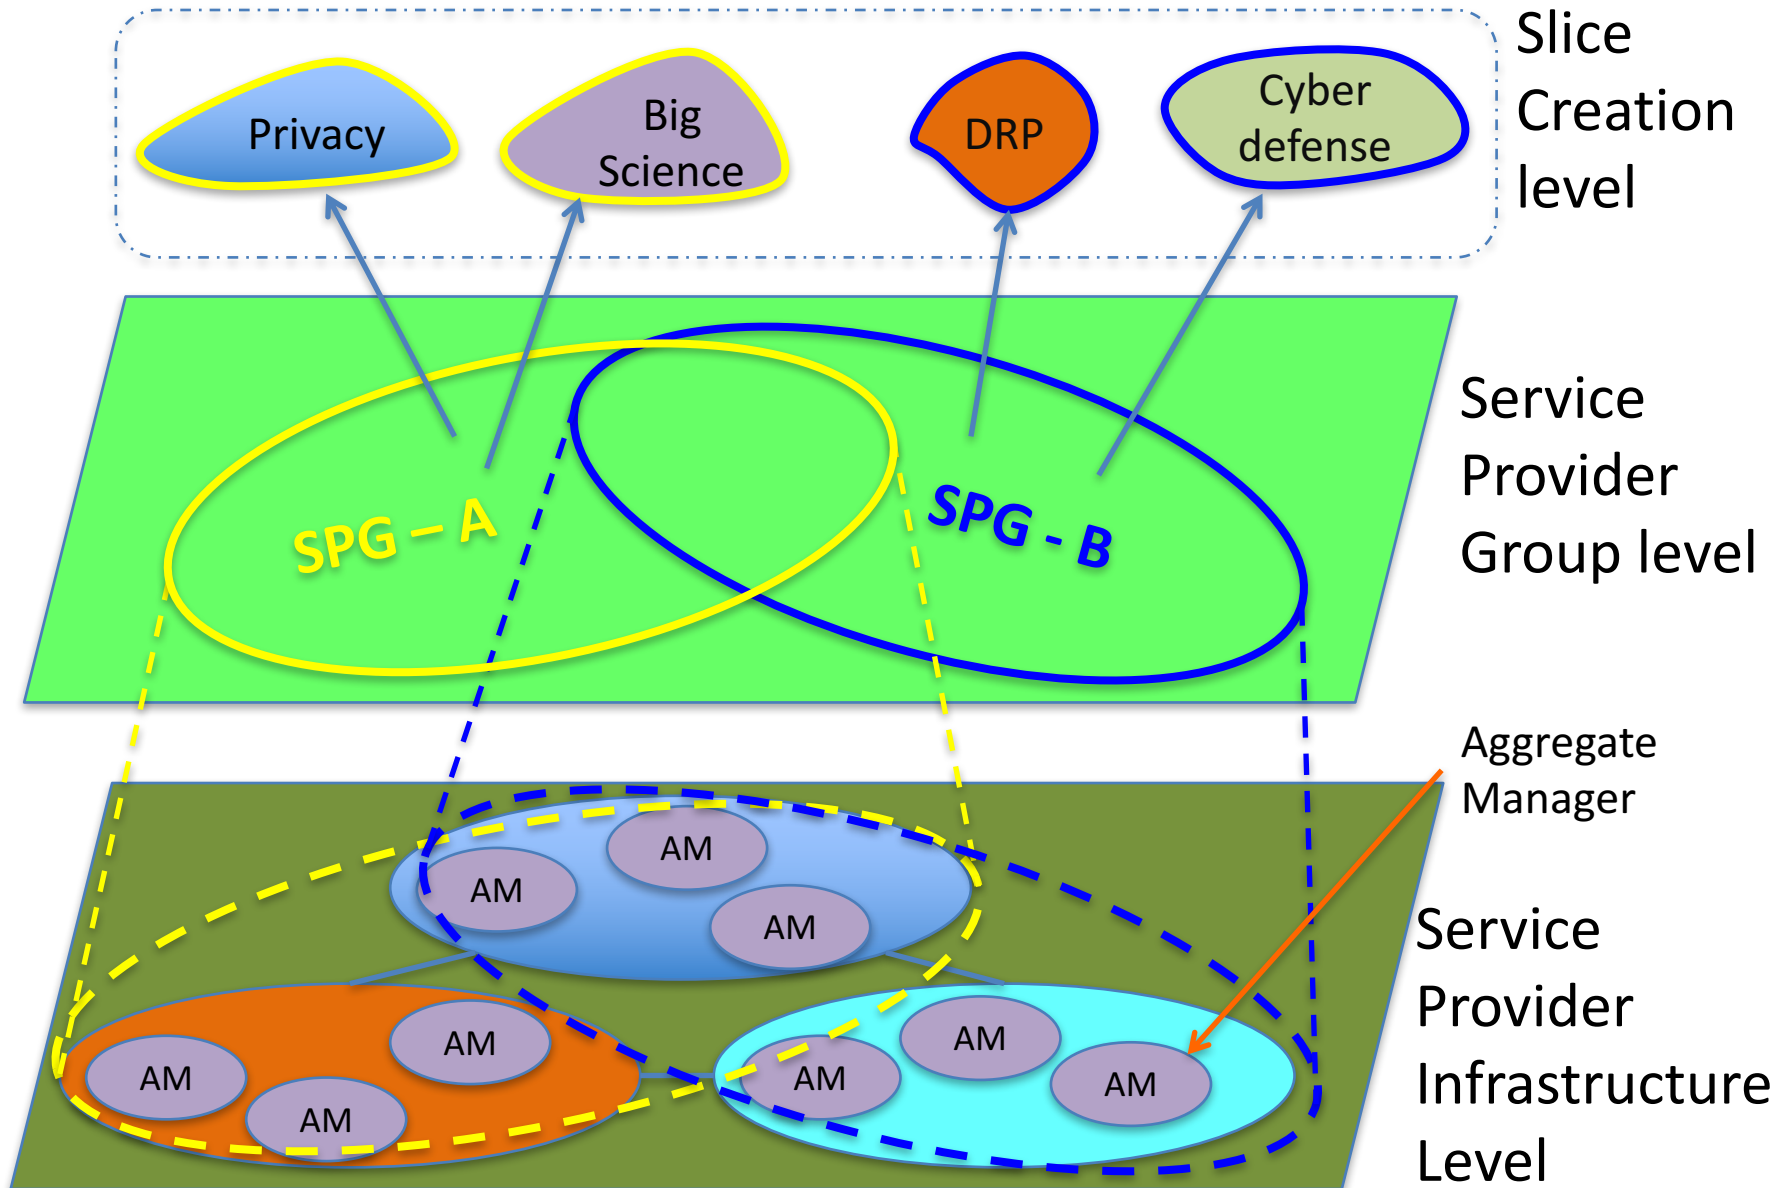 Slice
Creation
level
Privacy
Big
Science
DRP
Cyber
defense
Service
Provider
Group level
SPG – A
SPG - B
Aggregate
Manager
AM
AM
AM
AM
AM
AM
AM
AM
AM
Service
Provider
Infrastructure
Level